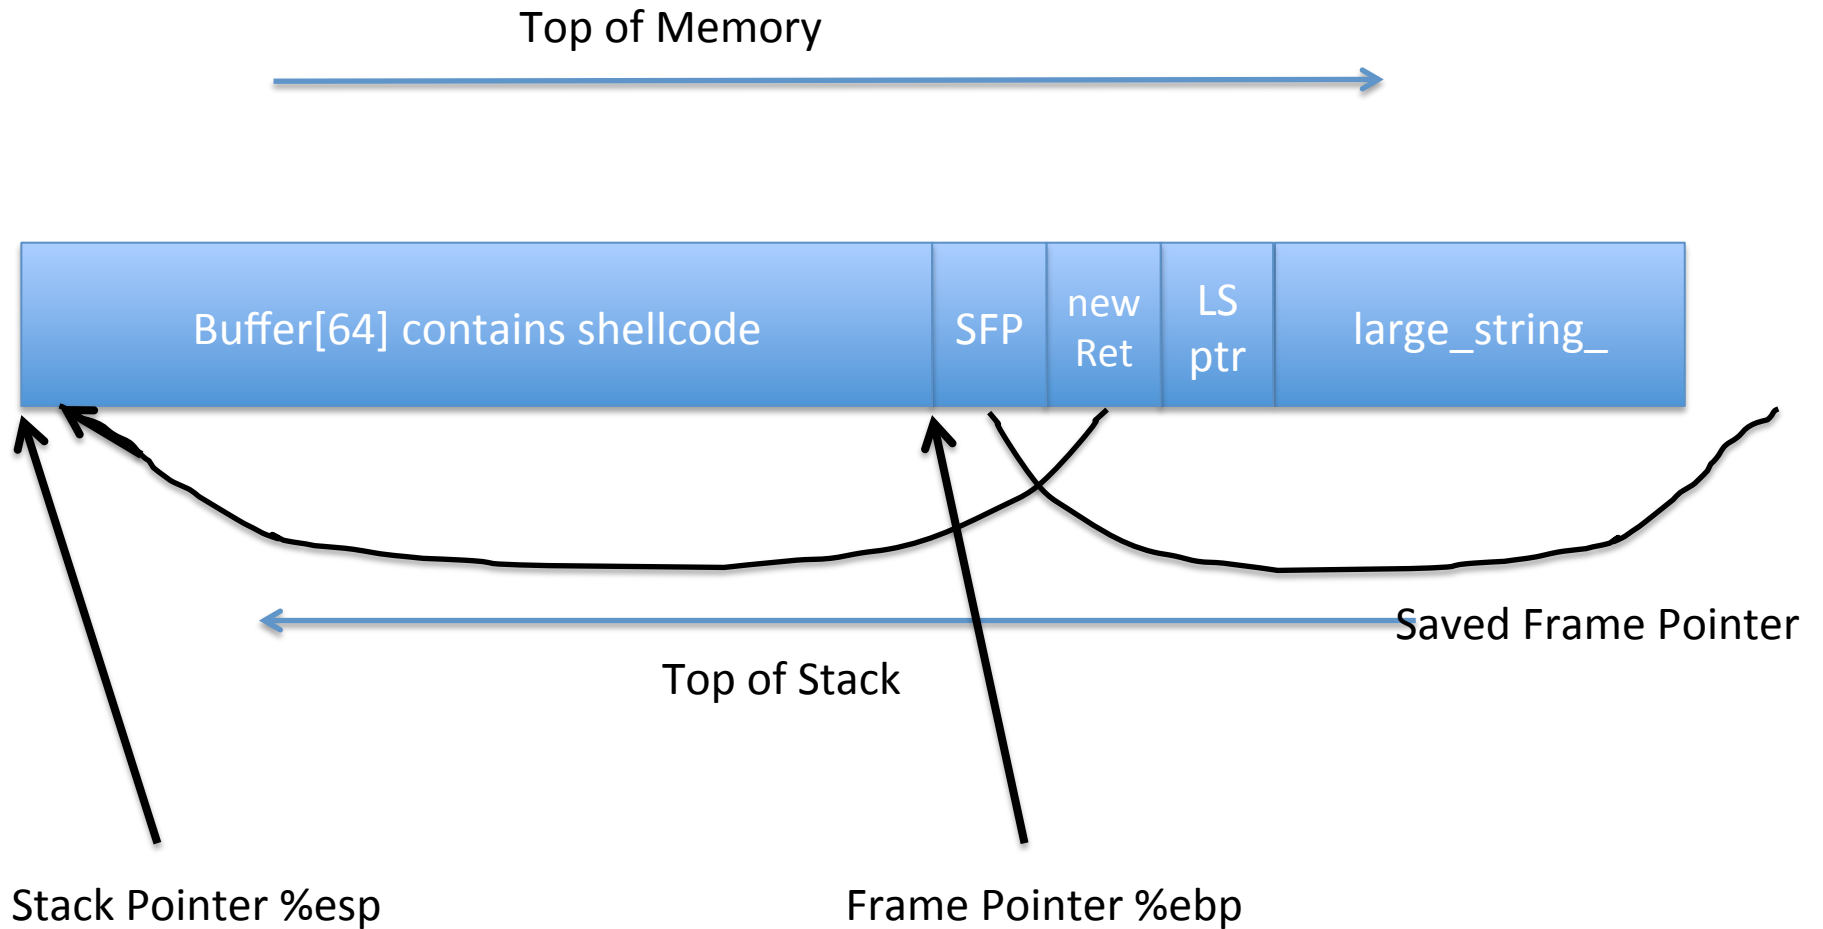 Top of Memory
Buffer[64] contains shellcode
SFP
new
Ret
LS
ptr
large_string_
Saved Frame Pointer
Top of Stack
Stack Pointer %esp
Frame Pointer %ebp